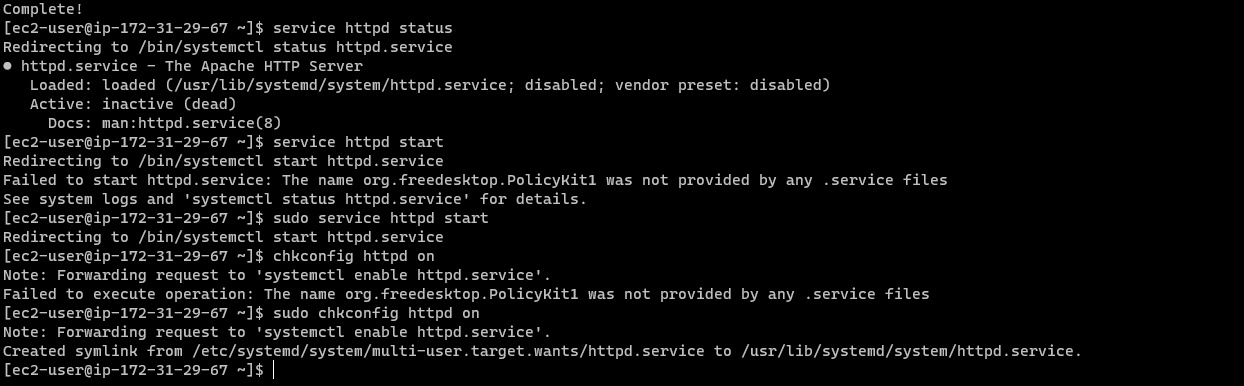 Complete!
[ec2-user@ip-172-31-29-67 ~]$ service httpd status
Redirecting to /bin/systemctl status httpd.service
● httpd.service - The Apache HTTP Server
   Loaded: loaded (/usr/lib/systemd/system/httpd.service; disabled; vendor preset: disabled)
   Active: inactive (dead)
     Docs: man:httpd.service(8)
[ec2-user@ip-172-31-29-67 ~]$ service httpd start
Redirecting to /bin/systemctl start httpd.service
Failed to start httpd.service: The name org.freedesktop.PolicyKit1 was not provided by any .service files
See system logs and 'systemctl status httpd.service' for details.
[ec2-user@ip-172-31-29-67 ~]$ sudo service httpd start
Redirecting to /bin/systemctl start httpd.service
[ec2-user@ip-172-31-29-67 ~]$ chkconfig httpd on
Note: Forwarding request to 'systemctl enable httpd.service'.
Failed to execute operation: The name org.freedesktop.PolicyKit1 was not provided by any .service files
[ec2-user@ip-172-31-29-67 ~]$ sudo chkconfig httpd on
Note: Forwarding request to 'systemctl enable httpd.service'.
Created symlink from /etc/systemd/system/multi-user.target.wants/httpd.service to /usr/lib/systemd/system/httpd.service.
[ec2-user@ip-172-31-29-67 ~]$